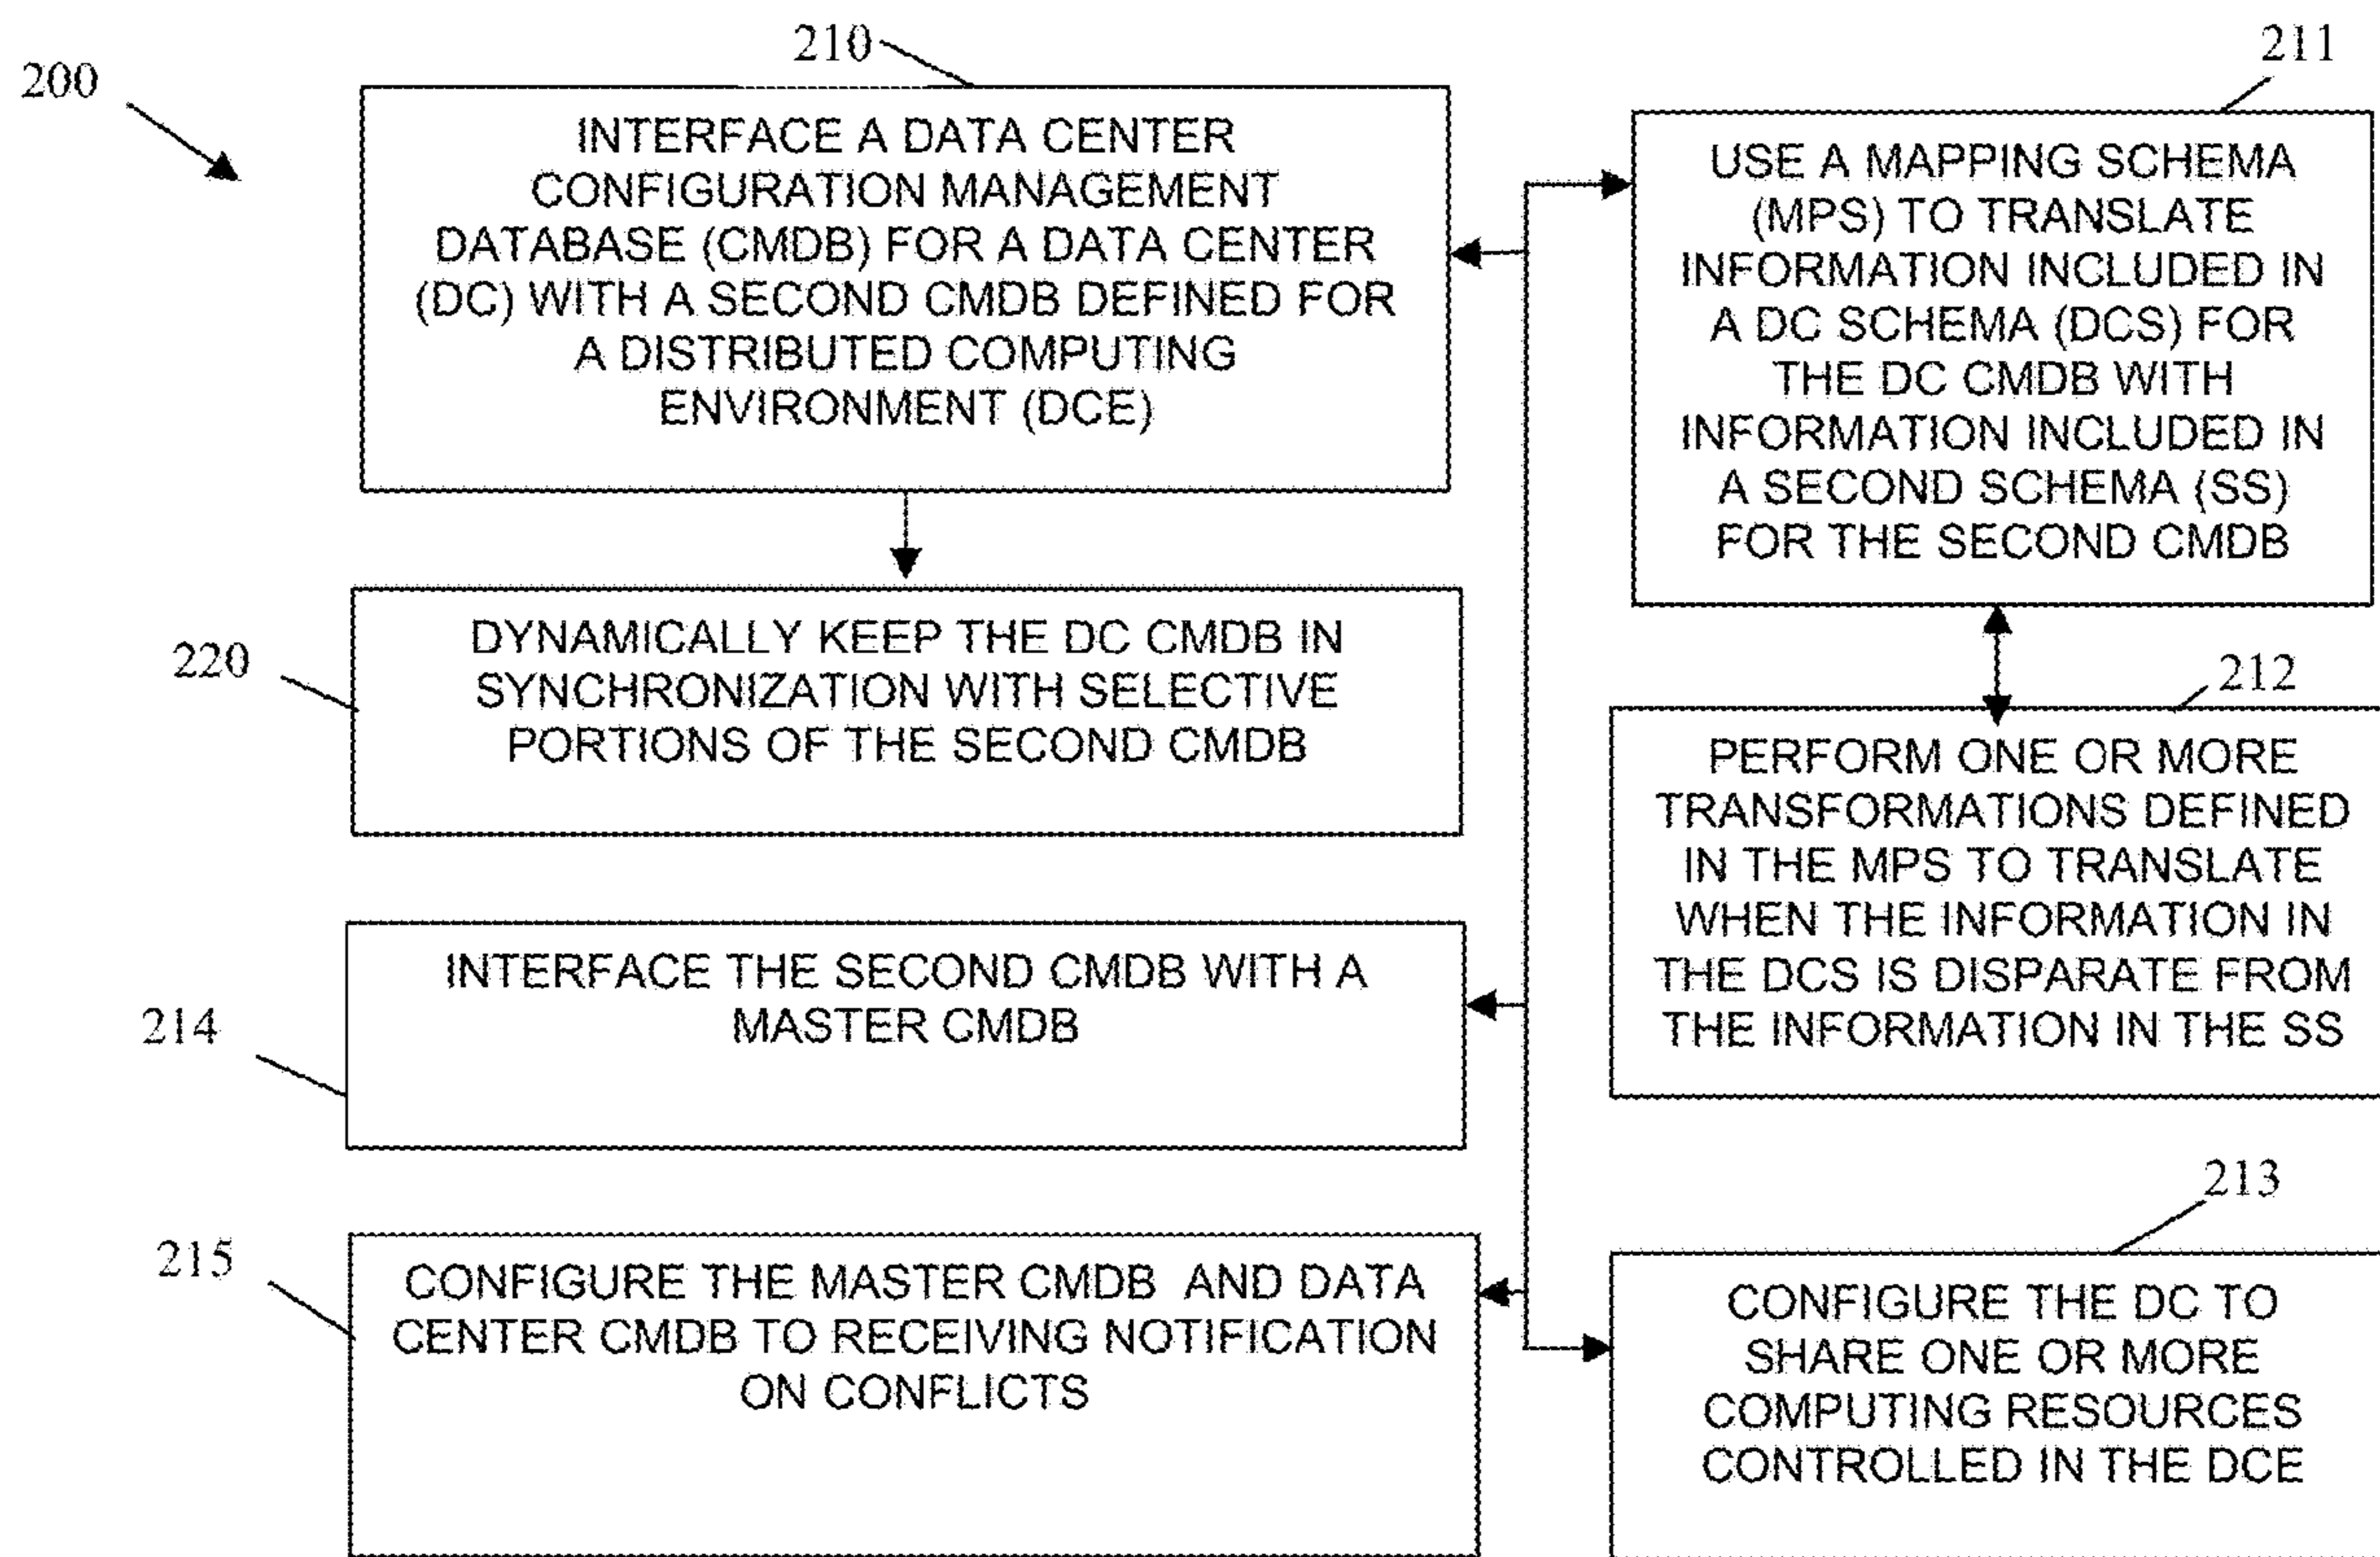 200
210
INTERFACE A DATA CENTER
CONFIGURATION MANAGEMENT
DATABASE (CMDB) FOR A DATA CENTER
(DC) WITH A SECOND CMDB DEFINED FOR
A DISTRIBUTED COMPUTING
ENVIRONMENT (DCE)
211
USE A MAPPING SCHEMA
(MPS) TO TRANSLATE
INFORMATION INCLUDED IN
A DC SCHEMA (DCS) FOR
THE DC CMDB WITH
INFORMATION INCLUDED IN
A SECOND SCHEMA (SS)
FOR THE SECOND CMDB
220
DYNAMICALLY KEEP THE DC CMDB IN
SYNCHRONIZATION WITH SELECTIVE
PORTIONS OF THE SECOND CMDB
212
PERFORM ONE OR MORE
TRANSFORMATIONS DEFINED
IN THE MPS TO TRANSLATE
WHEN THE INFORMATION IN
THE DCS IS DISPARATE FROM
THE INFORMATION IN THE SS
214
INTERFACE THE SECOND CMDB WITH A
MASTER CMDB
215
CONFIGURE THE MASTER CMDB AND DATA
CENTER CMDB TO RECEIVING NOTIFICATION
ON CONFLICTS
213
CONFIGURE THE DC TO
SHARE ONE OR MORE
COMPUTING RESOURCES
CONTROLLED IN THE DCE